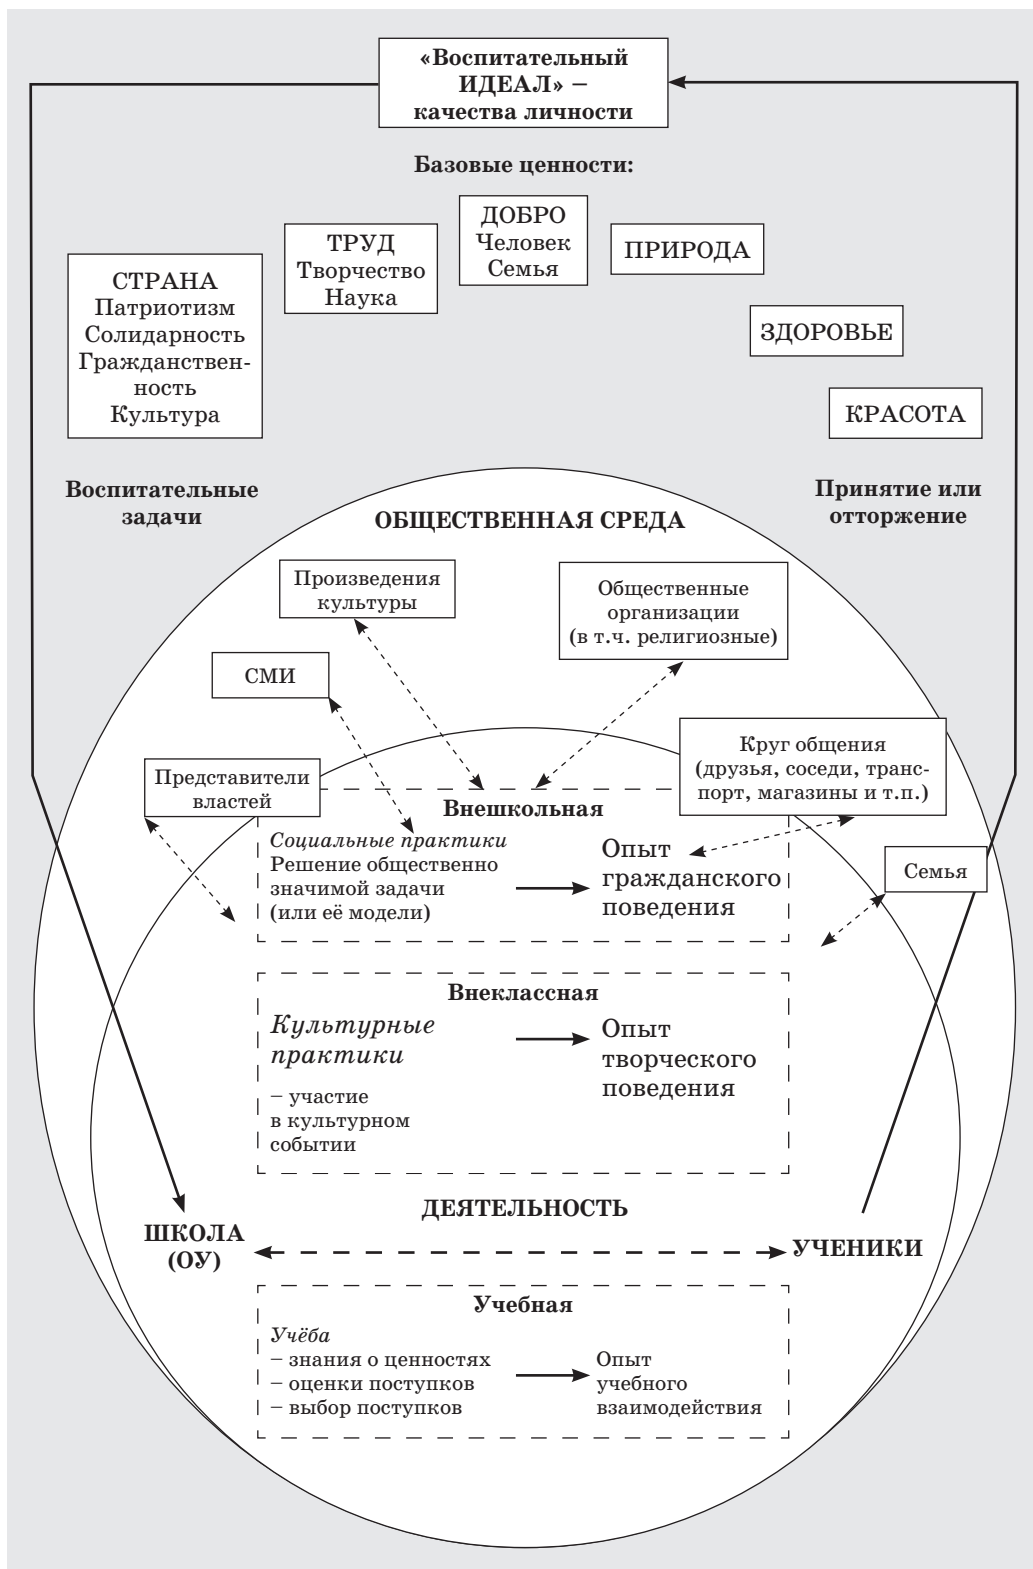 «Воспитательный
ИДЕАЛ» –
качества личности
Базовые ценности:
СТРАНА
Патриотизм
Солидарность
Гражданствен-
ность
Культура
ТРУД
Творчество
Наука
ДОБРО
Человек
Семья
ПРИРОДА
ЗДОРОВЬЕ
КРАСОТА
Воспитательные
задачи
Принятие или
отторжение
ОБЩЕСТВЕННАЯ СРЕДА
Произведения
культуры
Общественные
организации
(в т.ч. религиозные)
СМИ
Представители
властей
Круг общения
(друзья, соседи, транс-
порт, магазины и т.п.)
Семья
Внешкольная
Социальные практики
Решение общественно
значимой задачи
(или её модели)
Опыт
гражданского
поведения
Внеклассная
Культурные
практики
– участие
в культурном
событии
Опыт
творческого
поведения
ДЕЯТЕЛЬНОСТЬ
ШКОЛА
(ОУ)
УЧЕНИКИ
Учебная
Учёба
– знания о ценностях
– оценки поступков
– выбор поступков
Опыт
учебного
взаимодействия